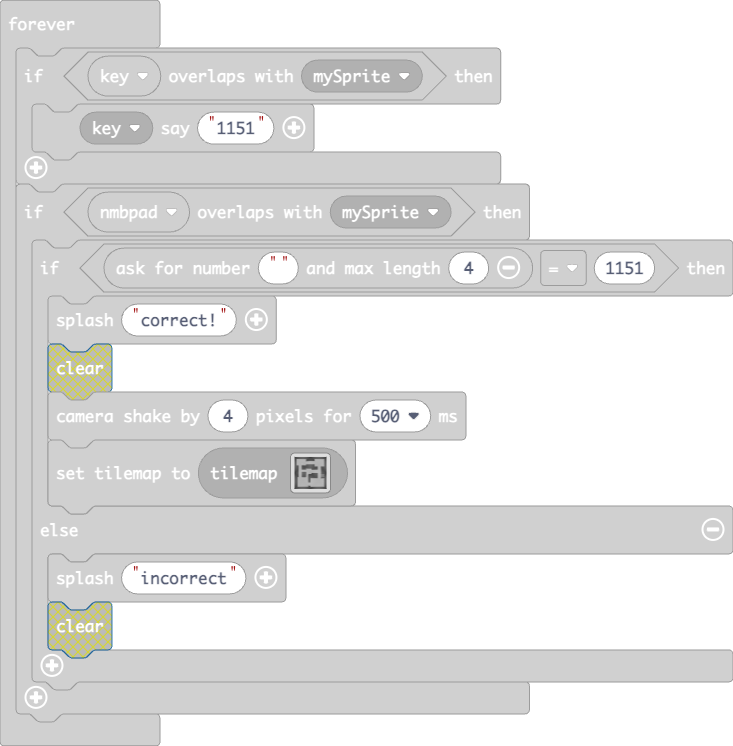 forever
if key overlaps with mySprite then
key say "1151"
if nmbpad overlaps with mySprite then
if ask for number " " and max length 4 = 1151 then
splash "correct!"
clear
camera shake by 4 pixels for 500 ms
set tilemap to tilemap
else
splash "incorrect"
clear